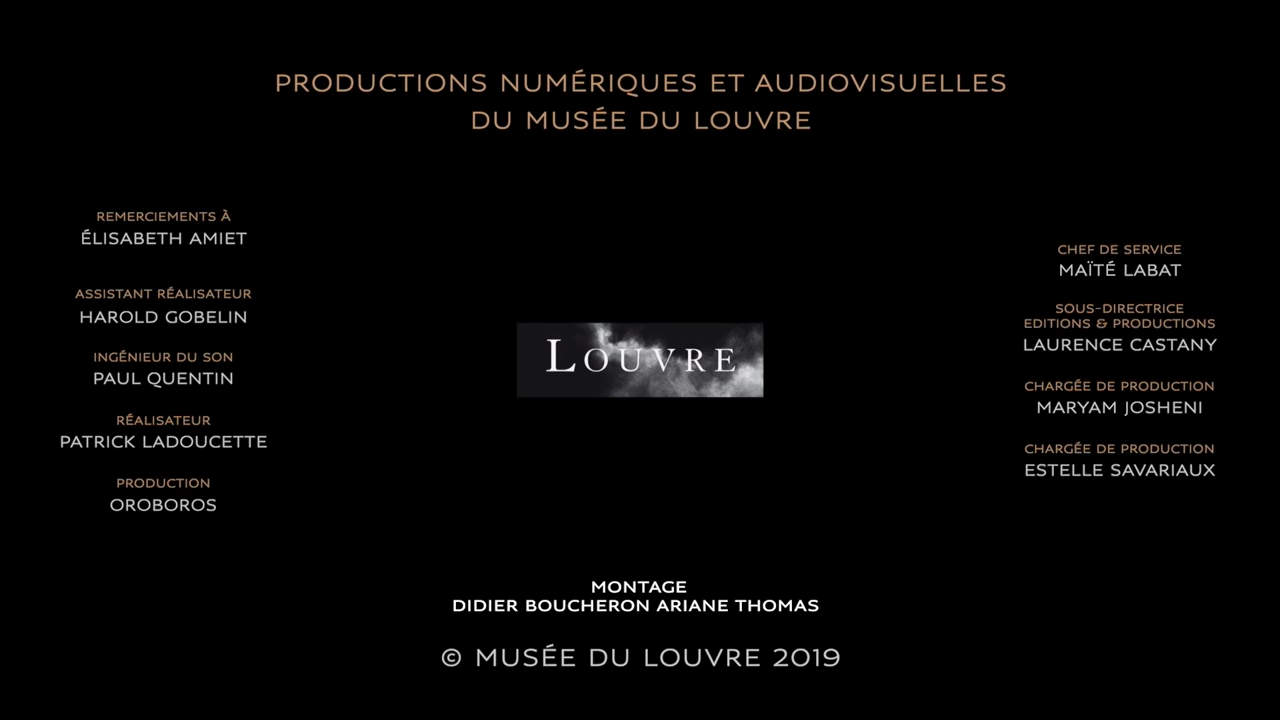 PRODUCTIONS NUMÉRIQUES ET AUDIOVISUELLES
DU MUSÉE DU LOUVRE
REMERCIEMENTS À
ÉLISABETH AMIET
ASSISTANT RÉALISATEUR
HAROLD GOBELIN
INGÉNIEUR DU SON
PAUL QUENTIN
RÉALISATEUR
PATRICK LADOUCETTE
PRODUCTION
OROBOROS
LOUVRE
CHEF DE SERVICE
MAÏTÉ LABAT
SOUS-DIRECTRICE
EDITIONS & PRODUCTIONS
LAURENCE CASTANY
CHARGÉE DE PRODUCTION
MARYAM JOSHENI
CHARGÉE DE PRODUCTION
ESTELLE SAVARIAUX
MONTAGE
DIDIER BOUCHERON ARIANE THOMAS
© MUSÉE DU LOUVRE 2019